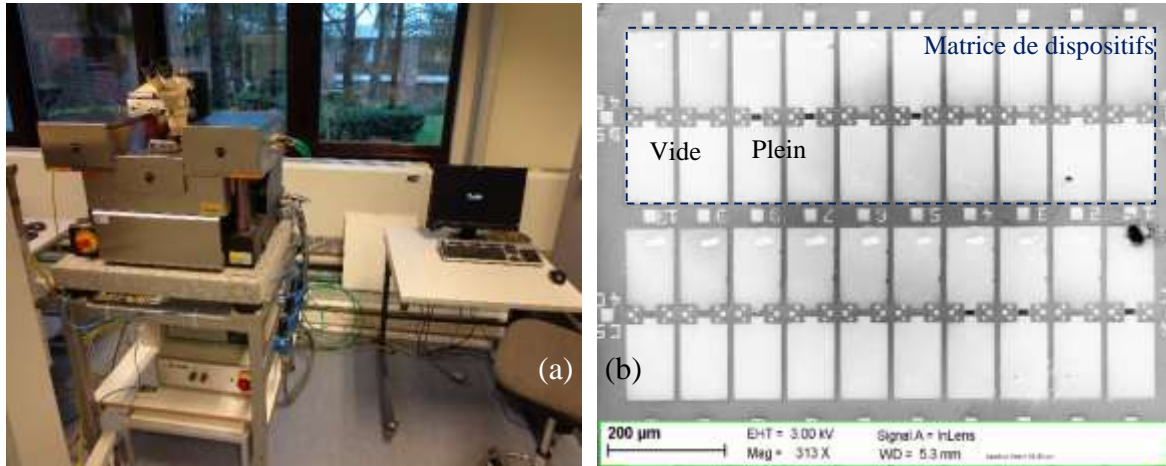 (a)
Matrice de dispositifs
Vide
Plein
(b)
200 µm
EHT = 3.00 kV
Signal A = InLens
Mag = 313 X
WD = 5.3 mm